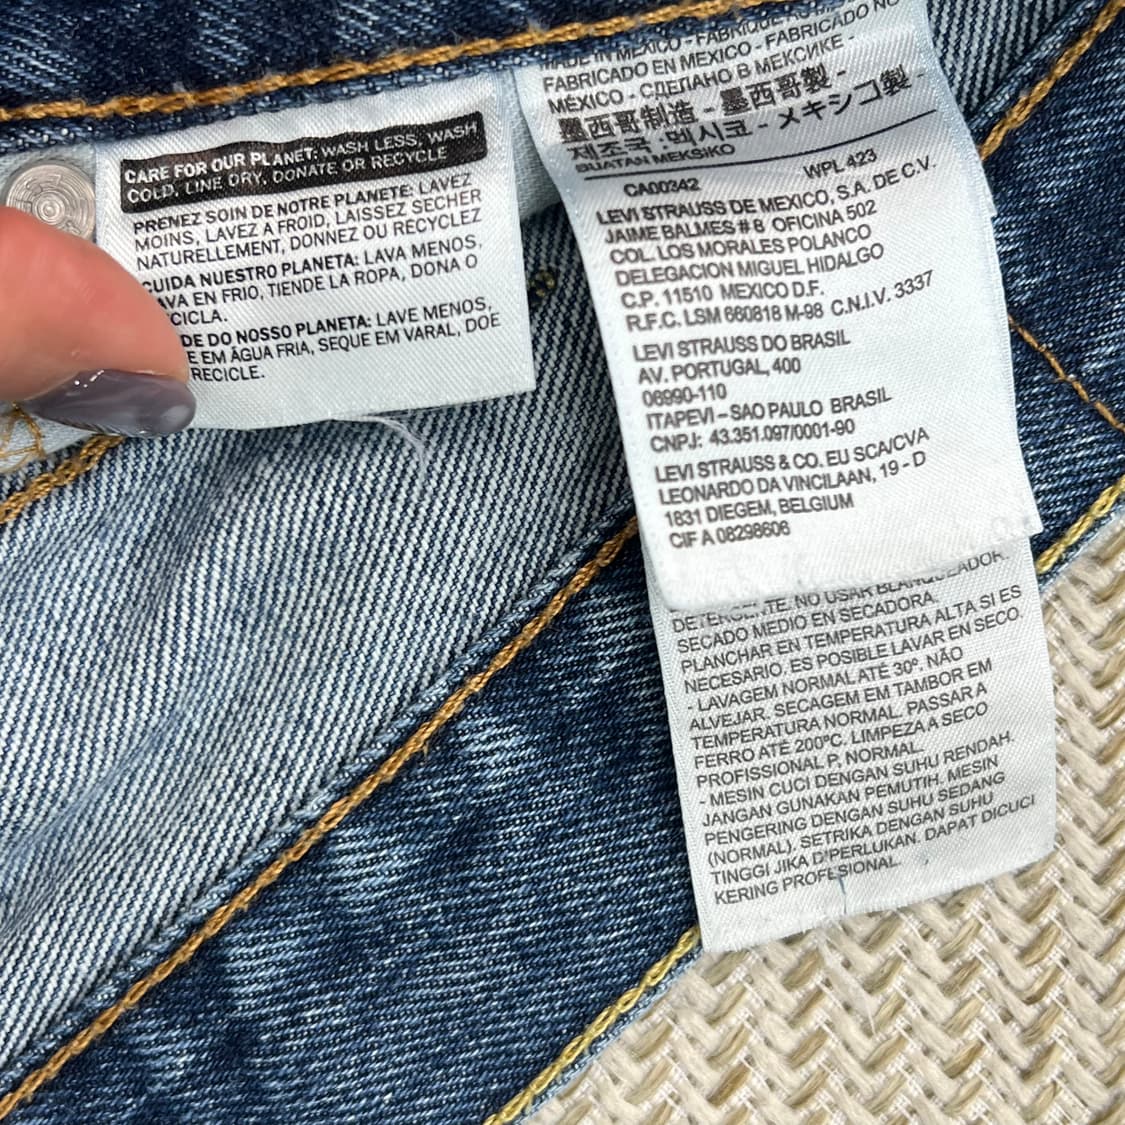 CARE FOR OUR PLANET: WASH LESS, WASH
COLD, LINE DRY, DONATE OR RECYCLE
PRENEZ SOIN DE NOTRE PLANETE: LAVEZ
MOINS, LAVEZ A FROID, LAISSEZ SECHER
NATURELLEMENT, DONNEZ OU RECYCLEZ
CUIDA NUESTRO PLANETA: LAVA MENOS,
LAVA EN FRIO, TIENDE LA ROPA, DONA O
CICLA.
DE DO NOSSO PLANETA: LAVE MENOS,
E EM ÁGUA FRIA, SEQUE EM VARAL, DOE
RECICLE.
MADE IN MEXICO - FABRIQUÉ AU
FABRICADO EN MÉXICO - FABRICADO NO
MÉXICO - СДЕЛАНО В МЕКСИКЕ -
墨西哥制造 - 墨西哥製 -
제조국 : 멕시코 - メキシコ製 -
BUATAN MEKSIKO
CA00342 WPL 423
LEVI STRAUSS DE MEXICO, S.A. DE C.V.
JAIME BALMES # 8 OFICINA 502
COL. LOS MORALES POLANCO
DELEGACION MIGUEL HIDALGO
C.P. 11510 MEXICO D.F.
R.F.C. LSM 660818 M-98 C.N.I.V. 3337
LEVI STRAUSS DO BRASIL
AV. PORTUGAL, 400
06990-110
ITAPEVI - SAO PAULO BRASIL
CNPJ: 43.351.097/0001-90
LEVI STRAUSS & CO. EU SCA/CVA
LEONARDO DA VINCILAAN, 19 - D
1831 DIEGEM, BELGIUM
CIF A 08298606
DETERGENTE. NO USAR BLANQUEADOR.
SECADO MEDIO EN SECADORA.
PLANCHAR EN TEMPERATURA ALTA SI ES
NECESARIO. ES POSIBLE LAVAR EN SECO.
- LAVAGEM NORMAL ATÉ 30º. NÃO
ALVEJAR. SECAGEM EM TAMBOR EM
TEMPERATURA NORMAL. PASSAR A
FERRO ATÉ 200ºC. LIMPEZA A SECO
PROFISSIONAL P, NORMAL.
- MESIN CUCI DENGAN SUHU RENDAH.
JANGAN GUNAKAN PEMUTIH. MESIN
PENGERING DENGAN SUHU SEDANG
(NORMAL). SETRIKA DENGAN SUHU
TINGGI JIKA DIPERLUKAN. DAPAT DICUCI
KERING PROFESIONAL.